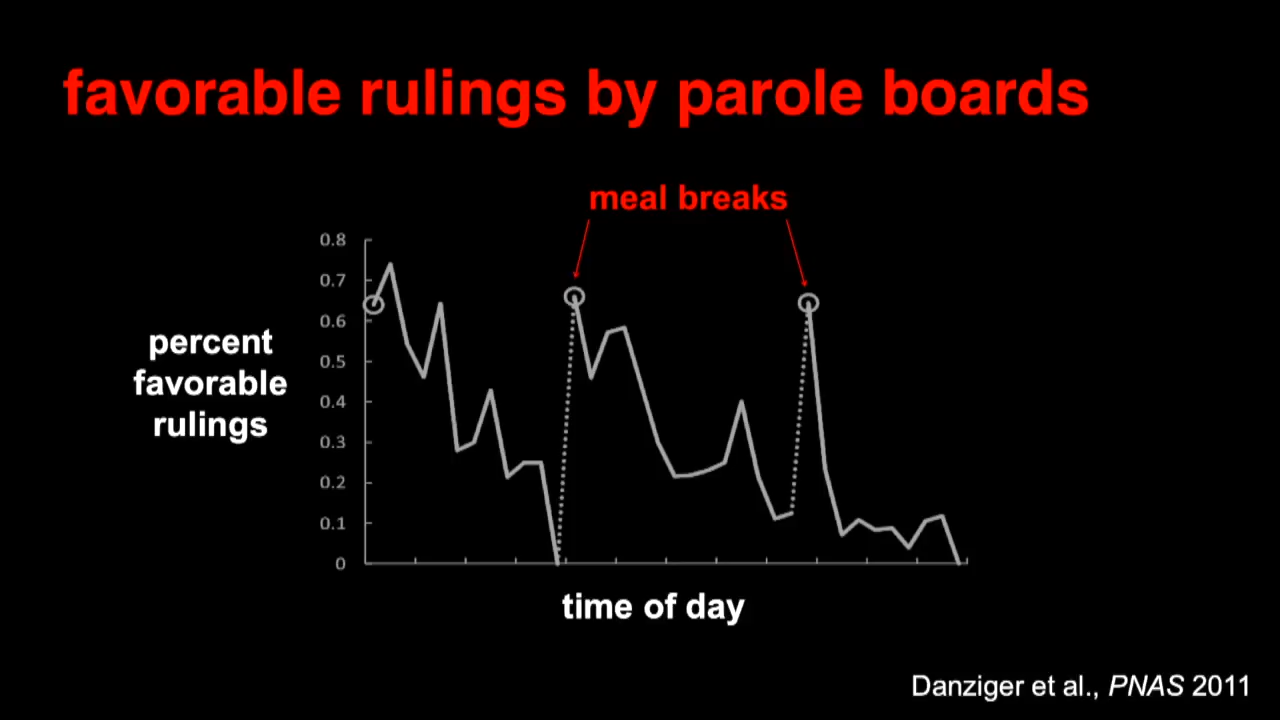 favorable rulings by parole boards
meal breaks
0.8
0.7
0.6
0.5
0.4
0.3
0.2
0.1
0
percent
favorable
rulings
time of day
Danziger et al., PNAS 2011